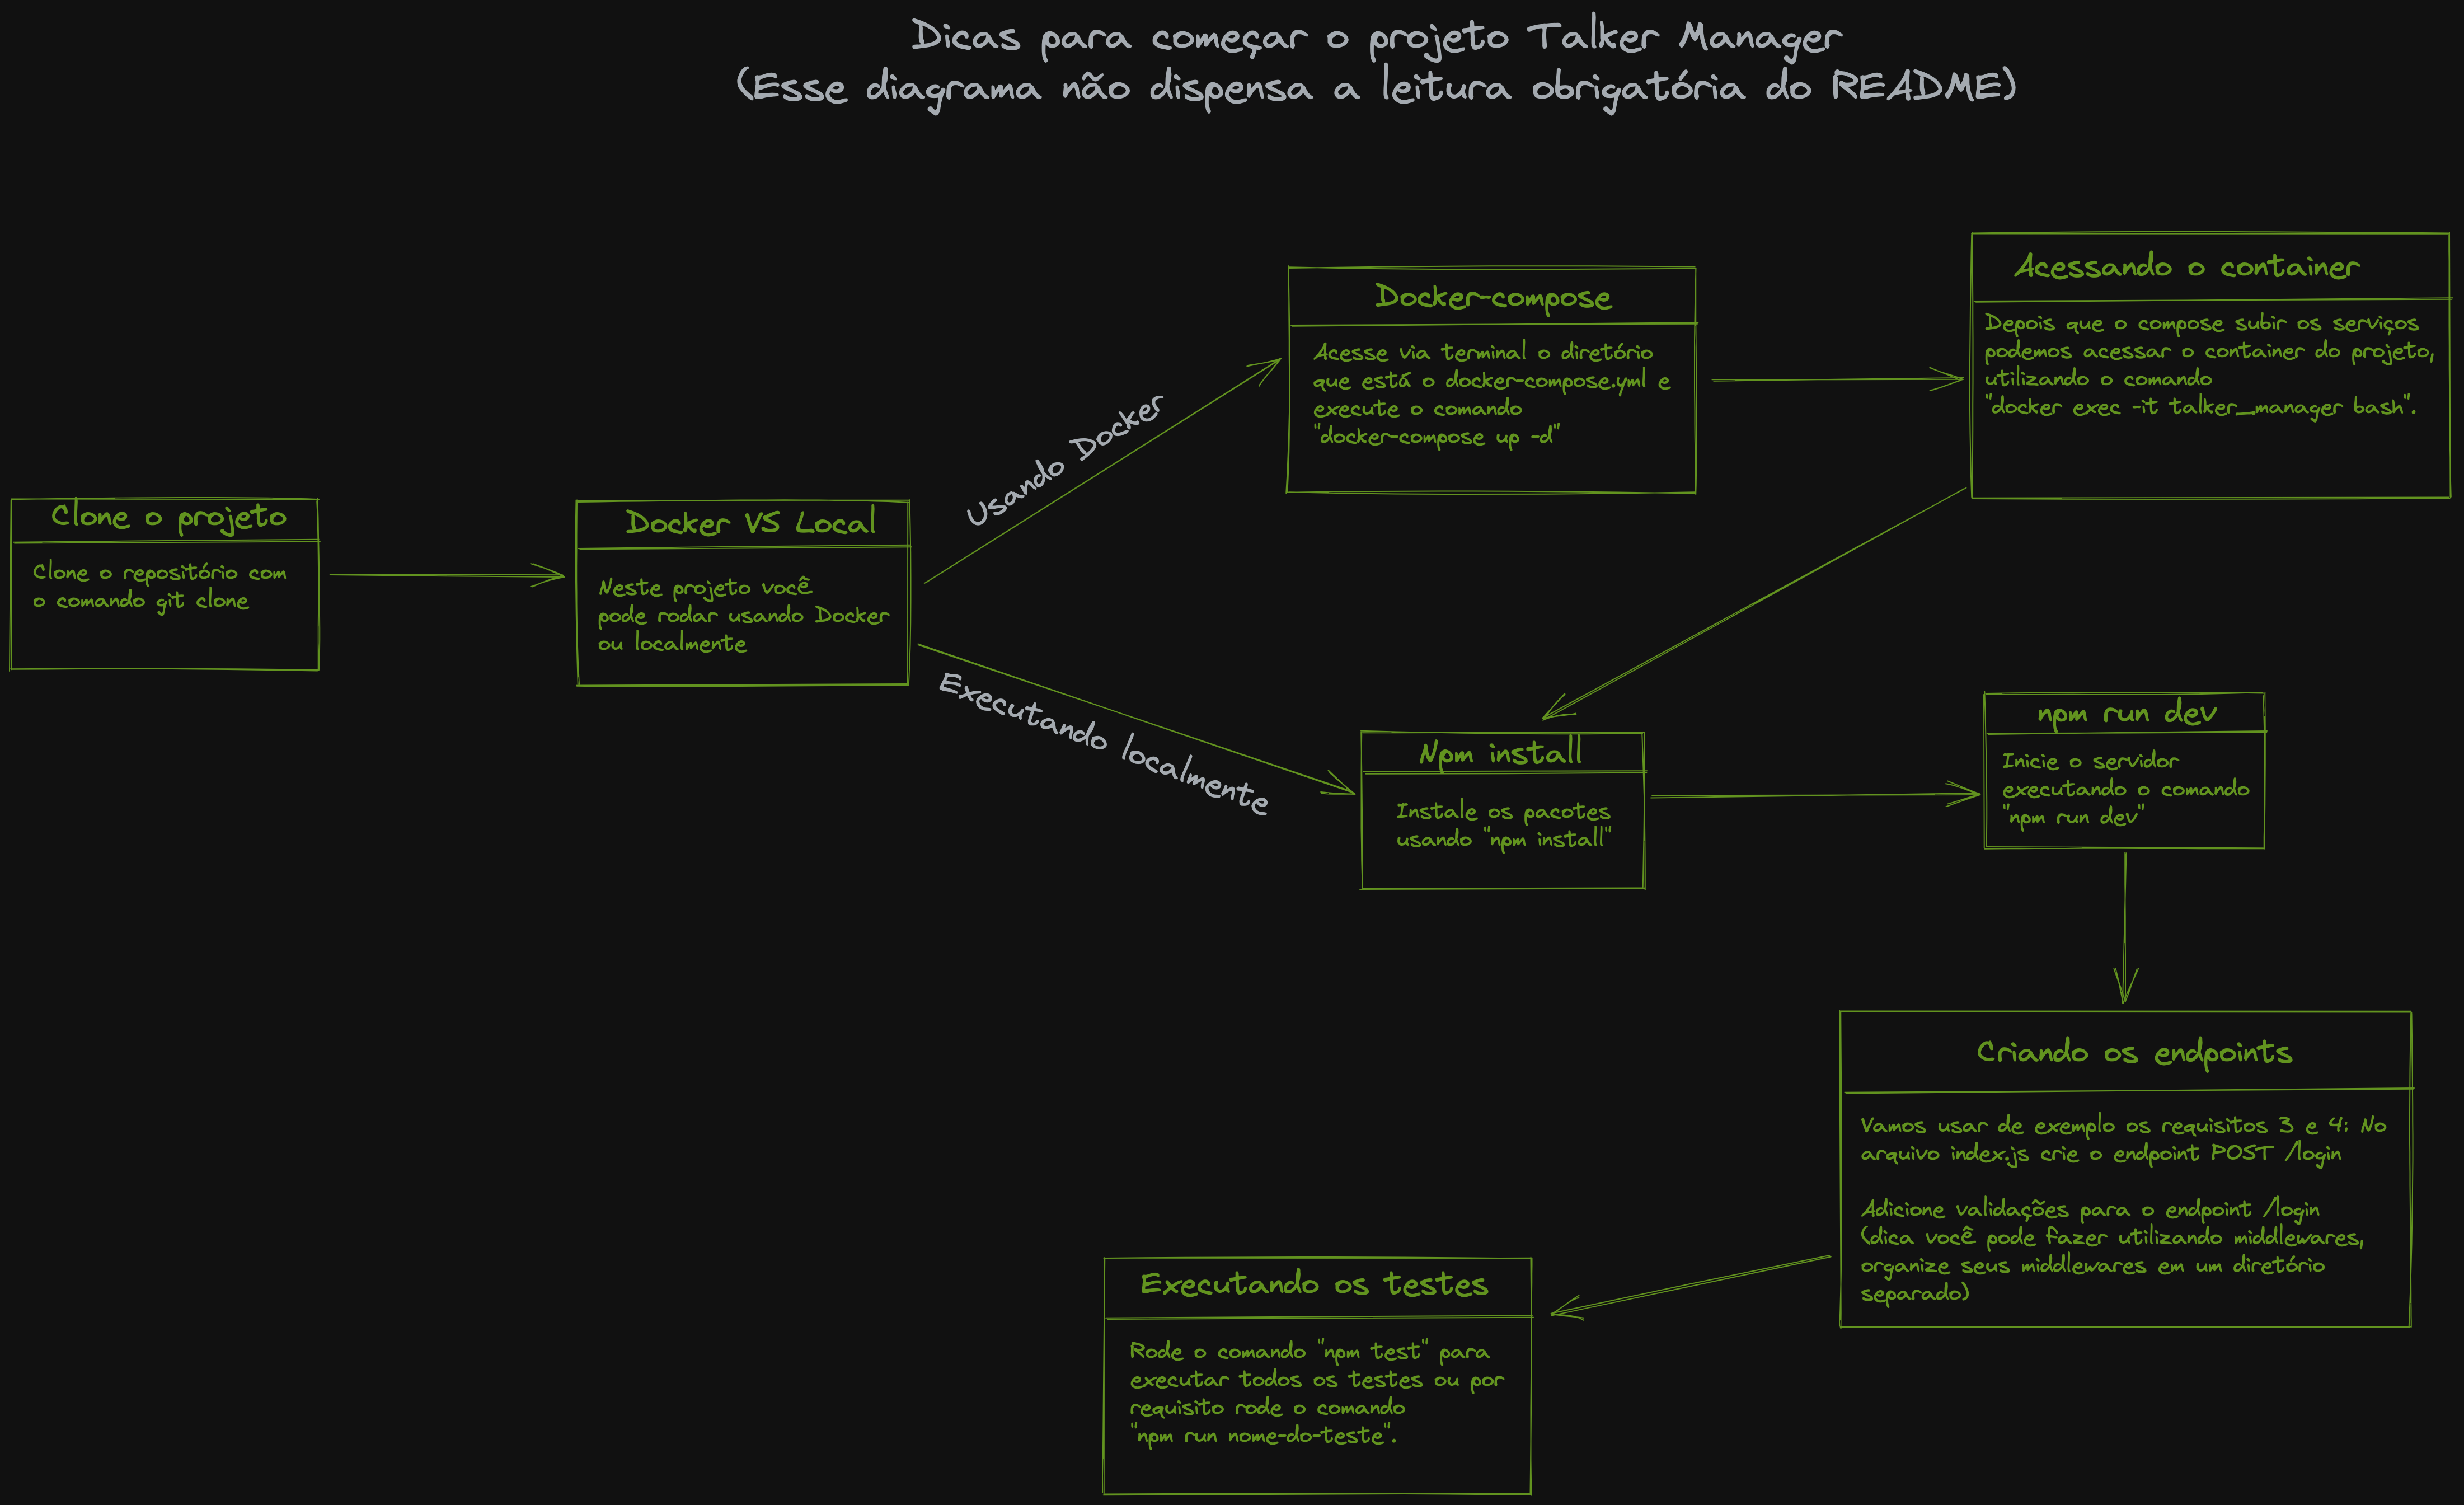 Dicas para começar o projeto Talker Manager
(Esse diagrama não dispensa a leitura obrigatória do README)
Clone o projeto
Clone o repositório com
o comando git clone
Docker VS Local
Neste projeto você
pode rodar usando Docker
ou localmente
Usando Docker
Docker-compose
Acesse via terminal o diretório
que está o docker-compose.yml e
execute o comando
"docker-compose up -d"
Acessando o container
Depois que o compose subir os serviços
podemos acessar o container do projeto,
utilizando o comando
"docker exec -it talker_manager bash".
Executando localmente
Npm install
Instale os pacotes
usando "npm install"
npm run dev
Inicie o servidor
executando o comando
"npm run dev"
Criando os endpoints
Vamos usar de exemplo os requisitos 3 e 4: No
arquivo index.js crie o endpoint POST /login
Adicione validações para o endpoint /login
(dica você pode fazer utilizando middlewares,
organize seus middlewares em um diretório
separado)
Executando os testes
Rode o comando "npm test" para
executar todos os testes ou por
requisito rode o comando
"npm run nome-do-teste".